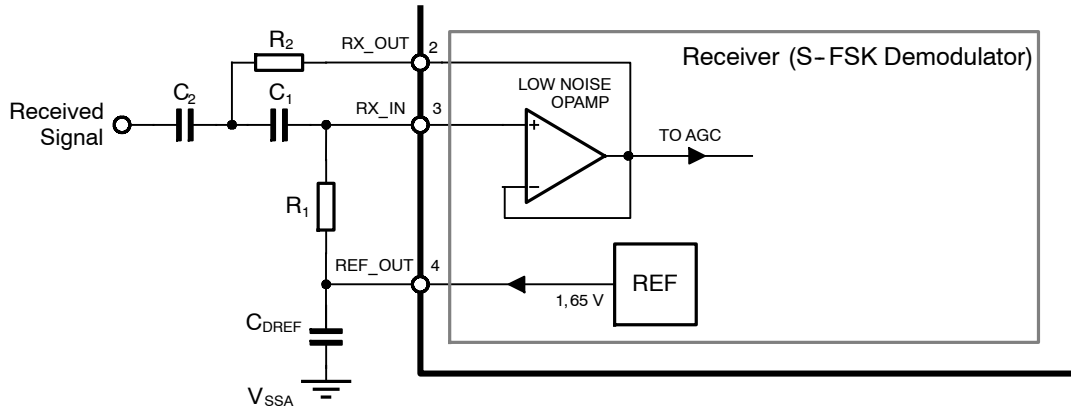 R2
RX_OUT
2
Receiver (S-FSK Demodulator)
LOW NOISE
OPAMP
C2
C1
RX_IN
3
Received
Signal
+
TO AGC
−
R1
REF_OUT
4
REF
1,65 V
CDREF
VSSA